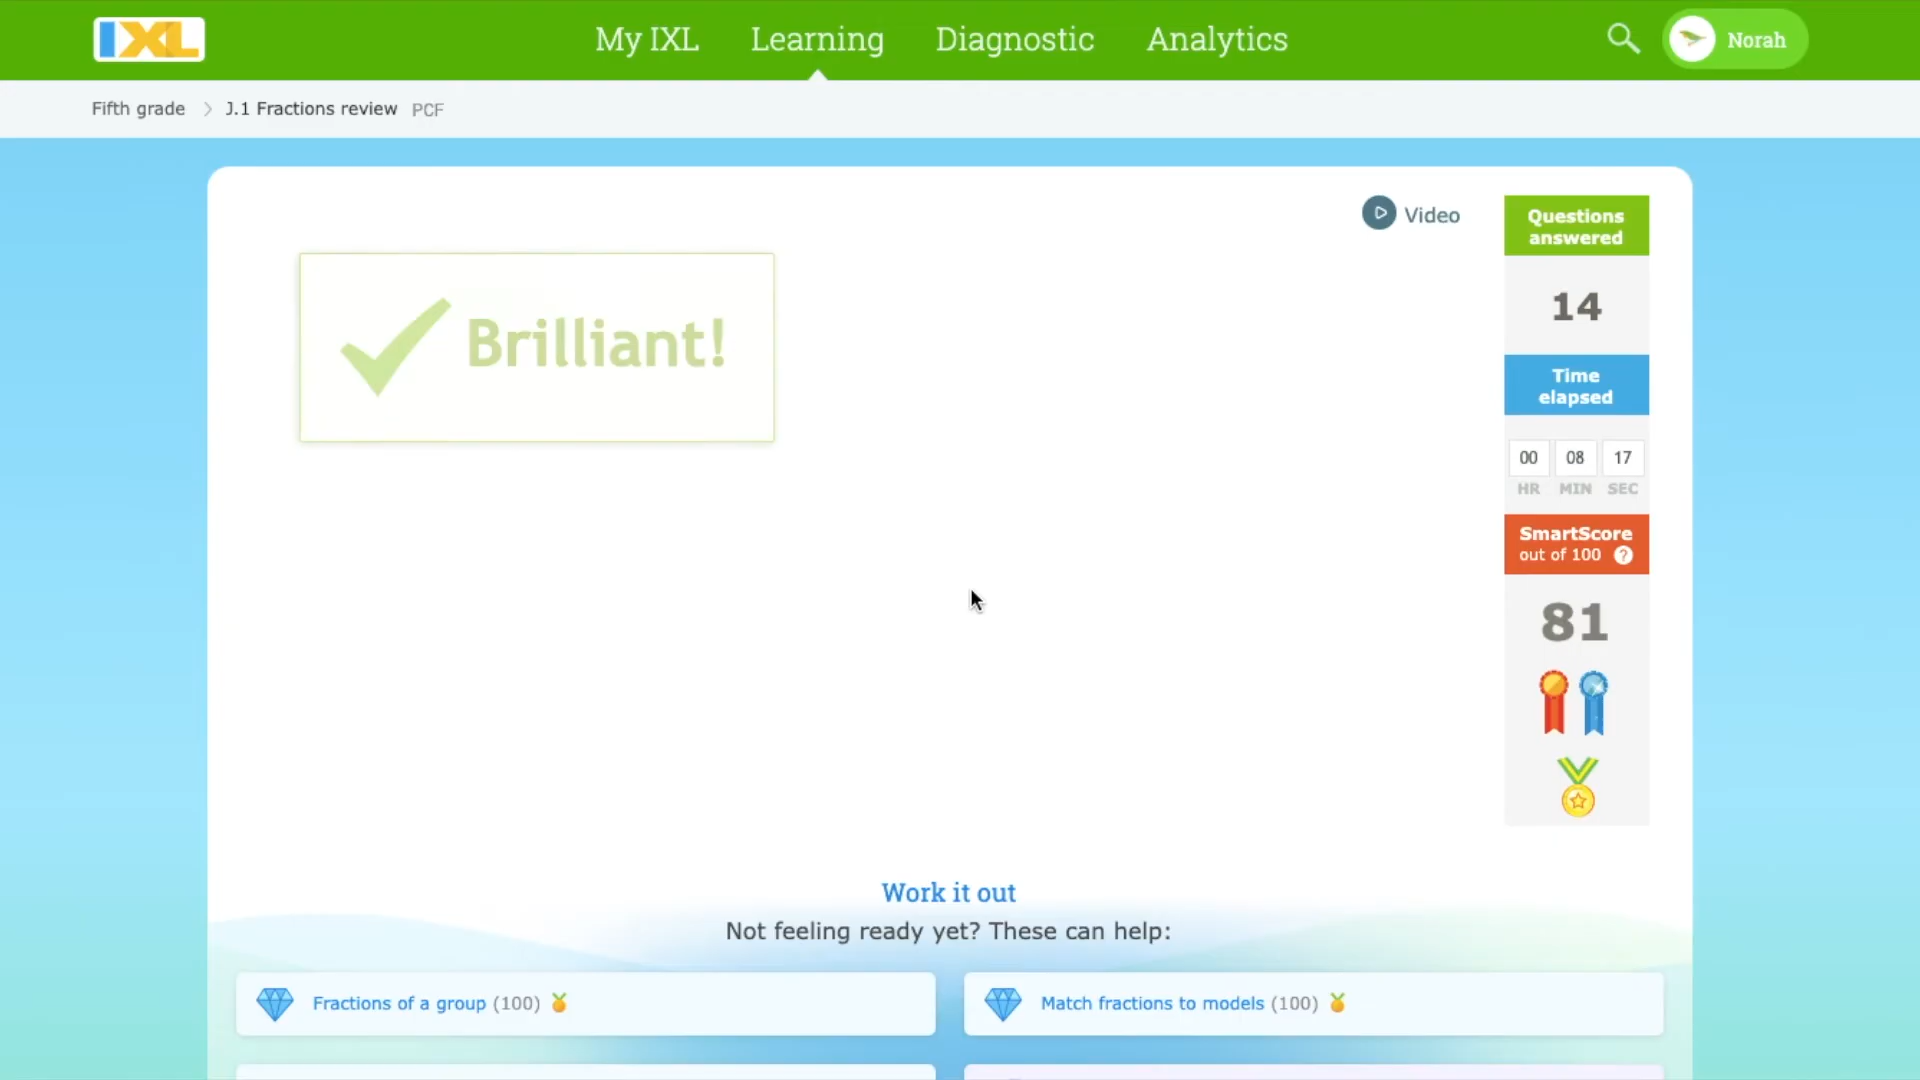 IXL
My IXL
Learning
Diagnostic
Analytics
Norah
Fifth grade > J.1 Fractions review PCF
Video
Brilliant!
Questions
answered
14
Time
elapsed
00 08 17
HR MIN SEC
SmartScore
out of 100 ?
81
Work it out
Not feeling ready yet? These can help:
Fractions of a group (100)
Match fractions to models (100)